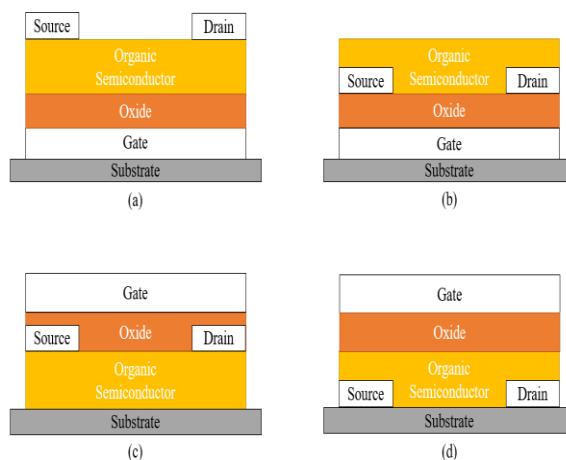 Source Drain
Organic
Semiconductor
Oxide
Gate
Substrate
(a)
Organic
Semiconductor
Source Drain
Oxide
Gate
Substrate
(b)
Gate
Source Oxide Drain
Organic
Semiconductor
Substrate
(c)
Gate
Oxide
Organic
Semiconductor
Source Drain
Substrate
(d)